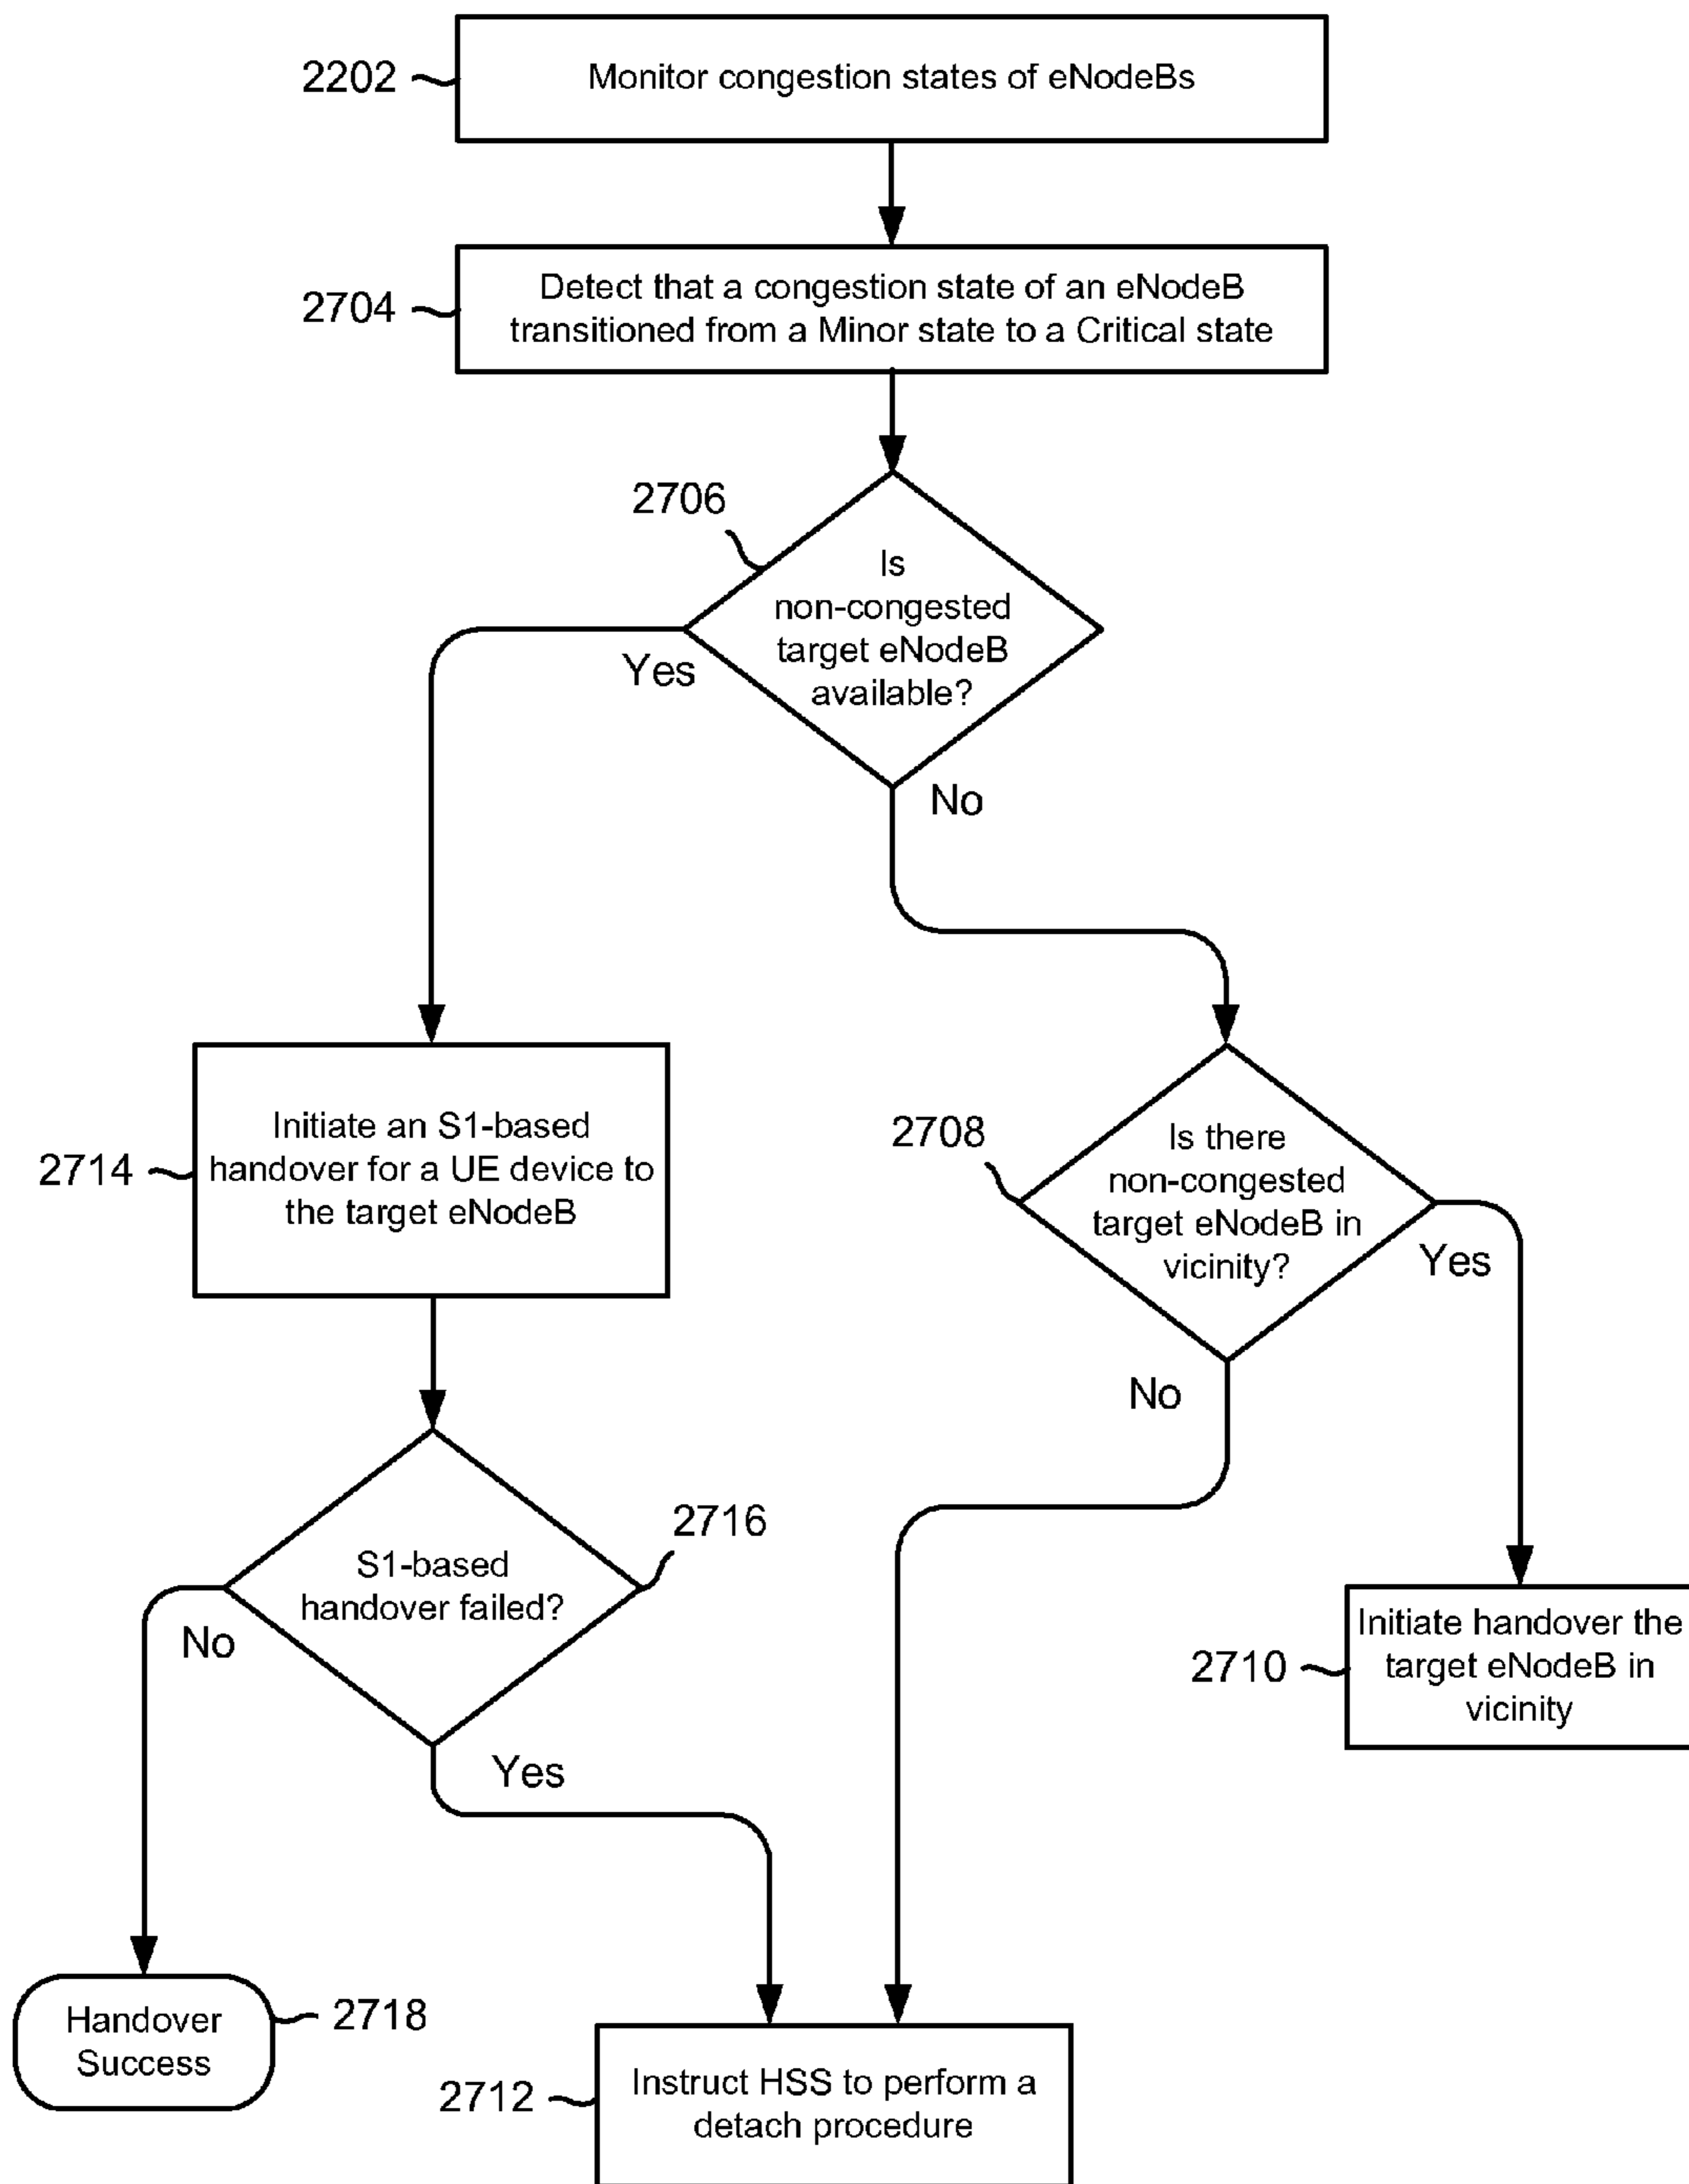 2202
Monitor congestion states of eNodeBs
2704
Detect that a congestion state of an eNodeB
transitioned from a Minor state to a Critical state
2706
Is
non-congested
target eNodeB
available?
Yes
No
2714
Initiate an S1-based
handover for a UE device to
the target eNodeB
2708
Is there
non-congested
target eNodeB in
vicinity?
Yes
No
2716
S1-based
handover failed?
No
Yes
2710
Initiate handover the
target eNodeB in
vicinity
Handover
Success
2718
2712
Instruct HSS to perform a
detach procedure